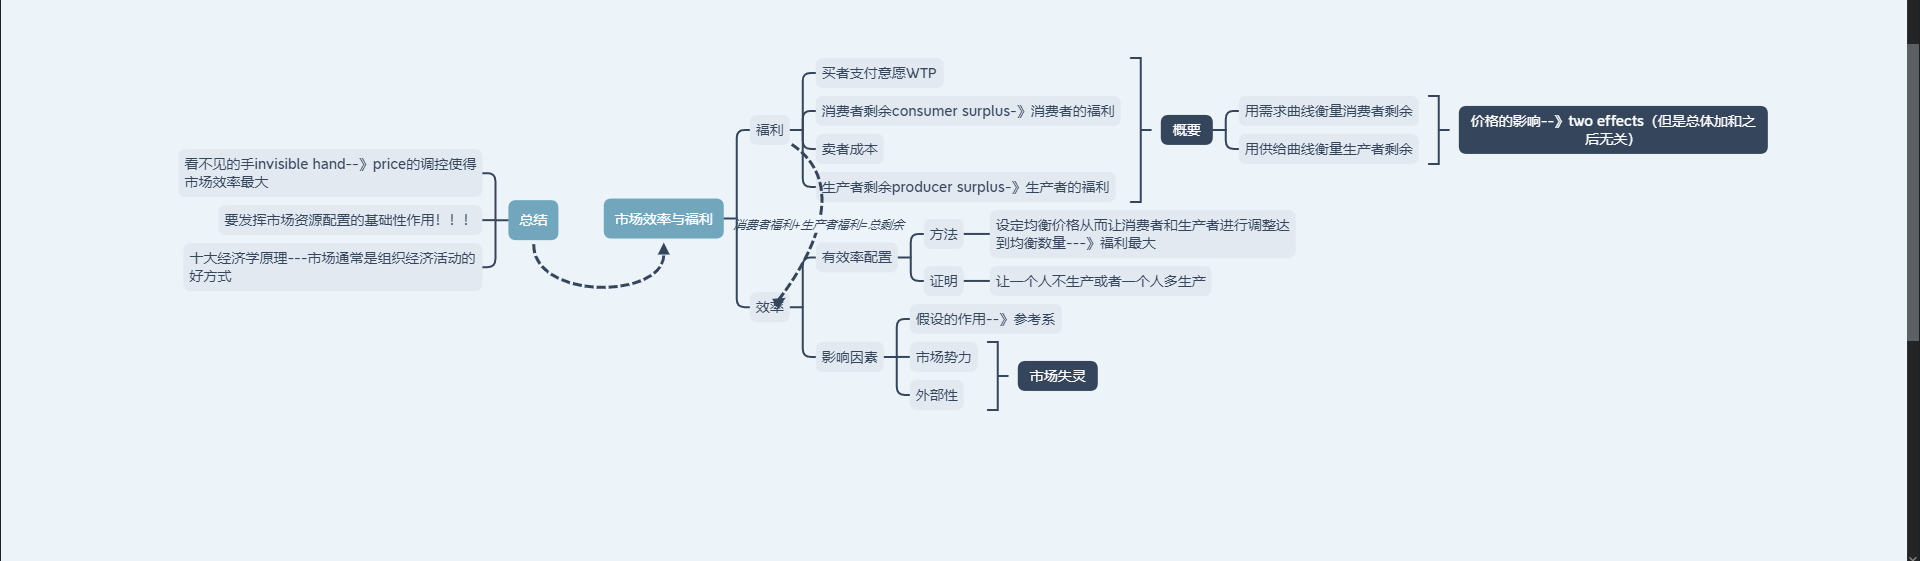 买者支付意愿WTP
消费者剩余consumer surplus-》消费者的福利
卖者成本
生产者剩余producer surplus-》生产者的福利
福利
概要
用需求曲线衡量消费者剩余
用供给曲线衡量生产者剩余
价格的影响--》two effects（但是总体加和之
后无关）
看不见的手invisible hand--》price的调控使得
市场效率最大
要发挥市场资源配置的基础性作用！！！
十大经济学原理---市场通常是组织经济活动的
好方式
总结
市场效率与福利
消费者福利+生产者福利=总剩余
效率
有效率配置
方法
设定均衡价格从而让消费者和生产者进行调整达
到均衡数量---》福利最大
证明
让一个人不生产或者一个人多生产
影响因素
假设的作用--》参考系
市场势力
外部性
市场失灵